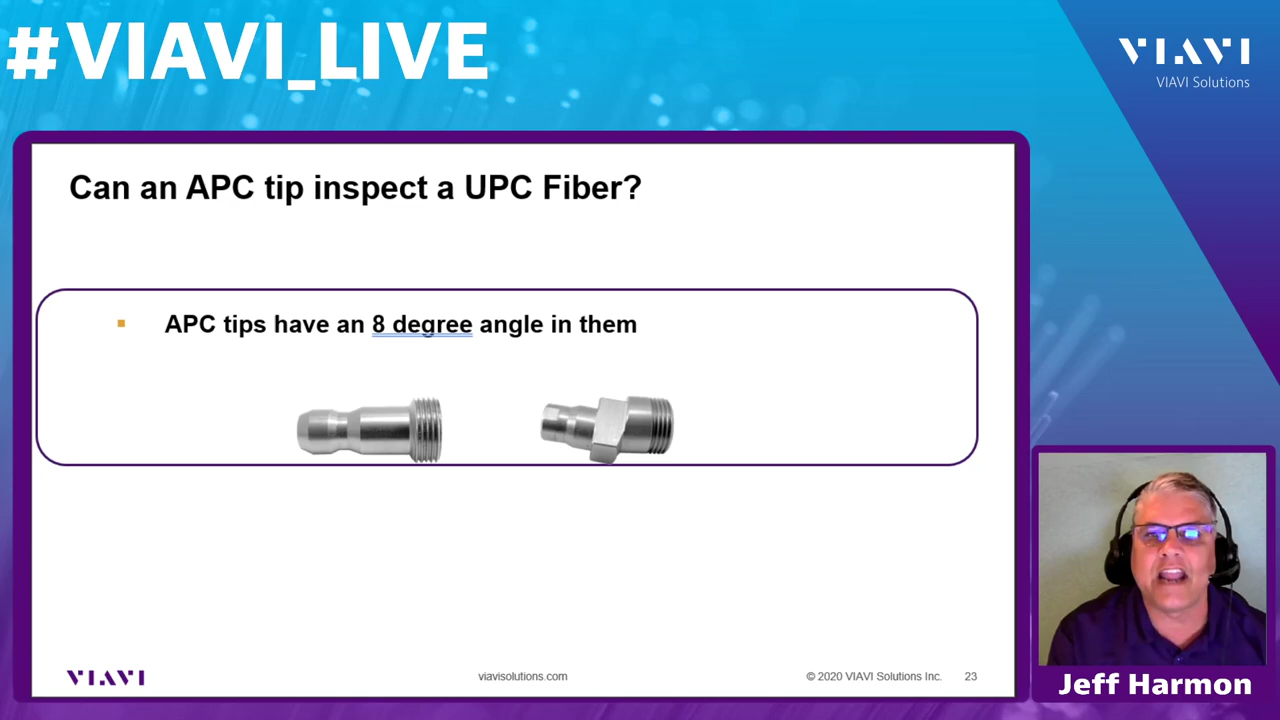 #VIAVI_LIVE
VIAVI
VIAVI Solutions
Can an APC tip inspect a UPC Fiber?
▪ APC tips have an 8 degree angle in them
VIAVI
viavisolutions.com
© 2020 VIAVI Solutions Inc.
23
Jeff Harmon